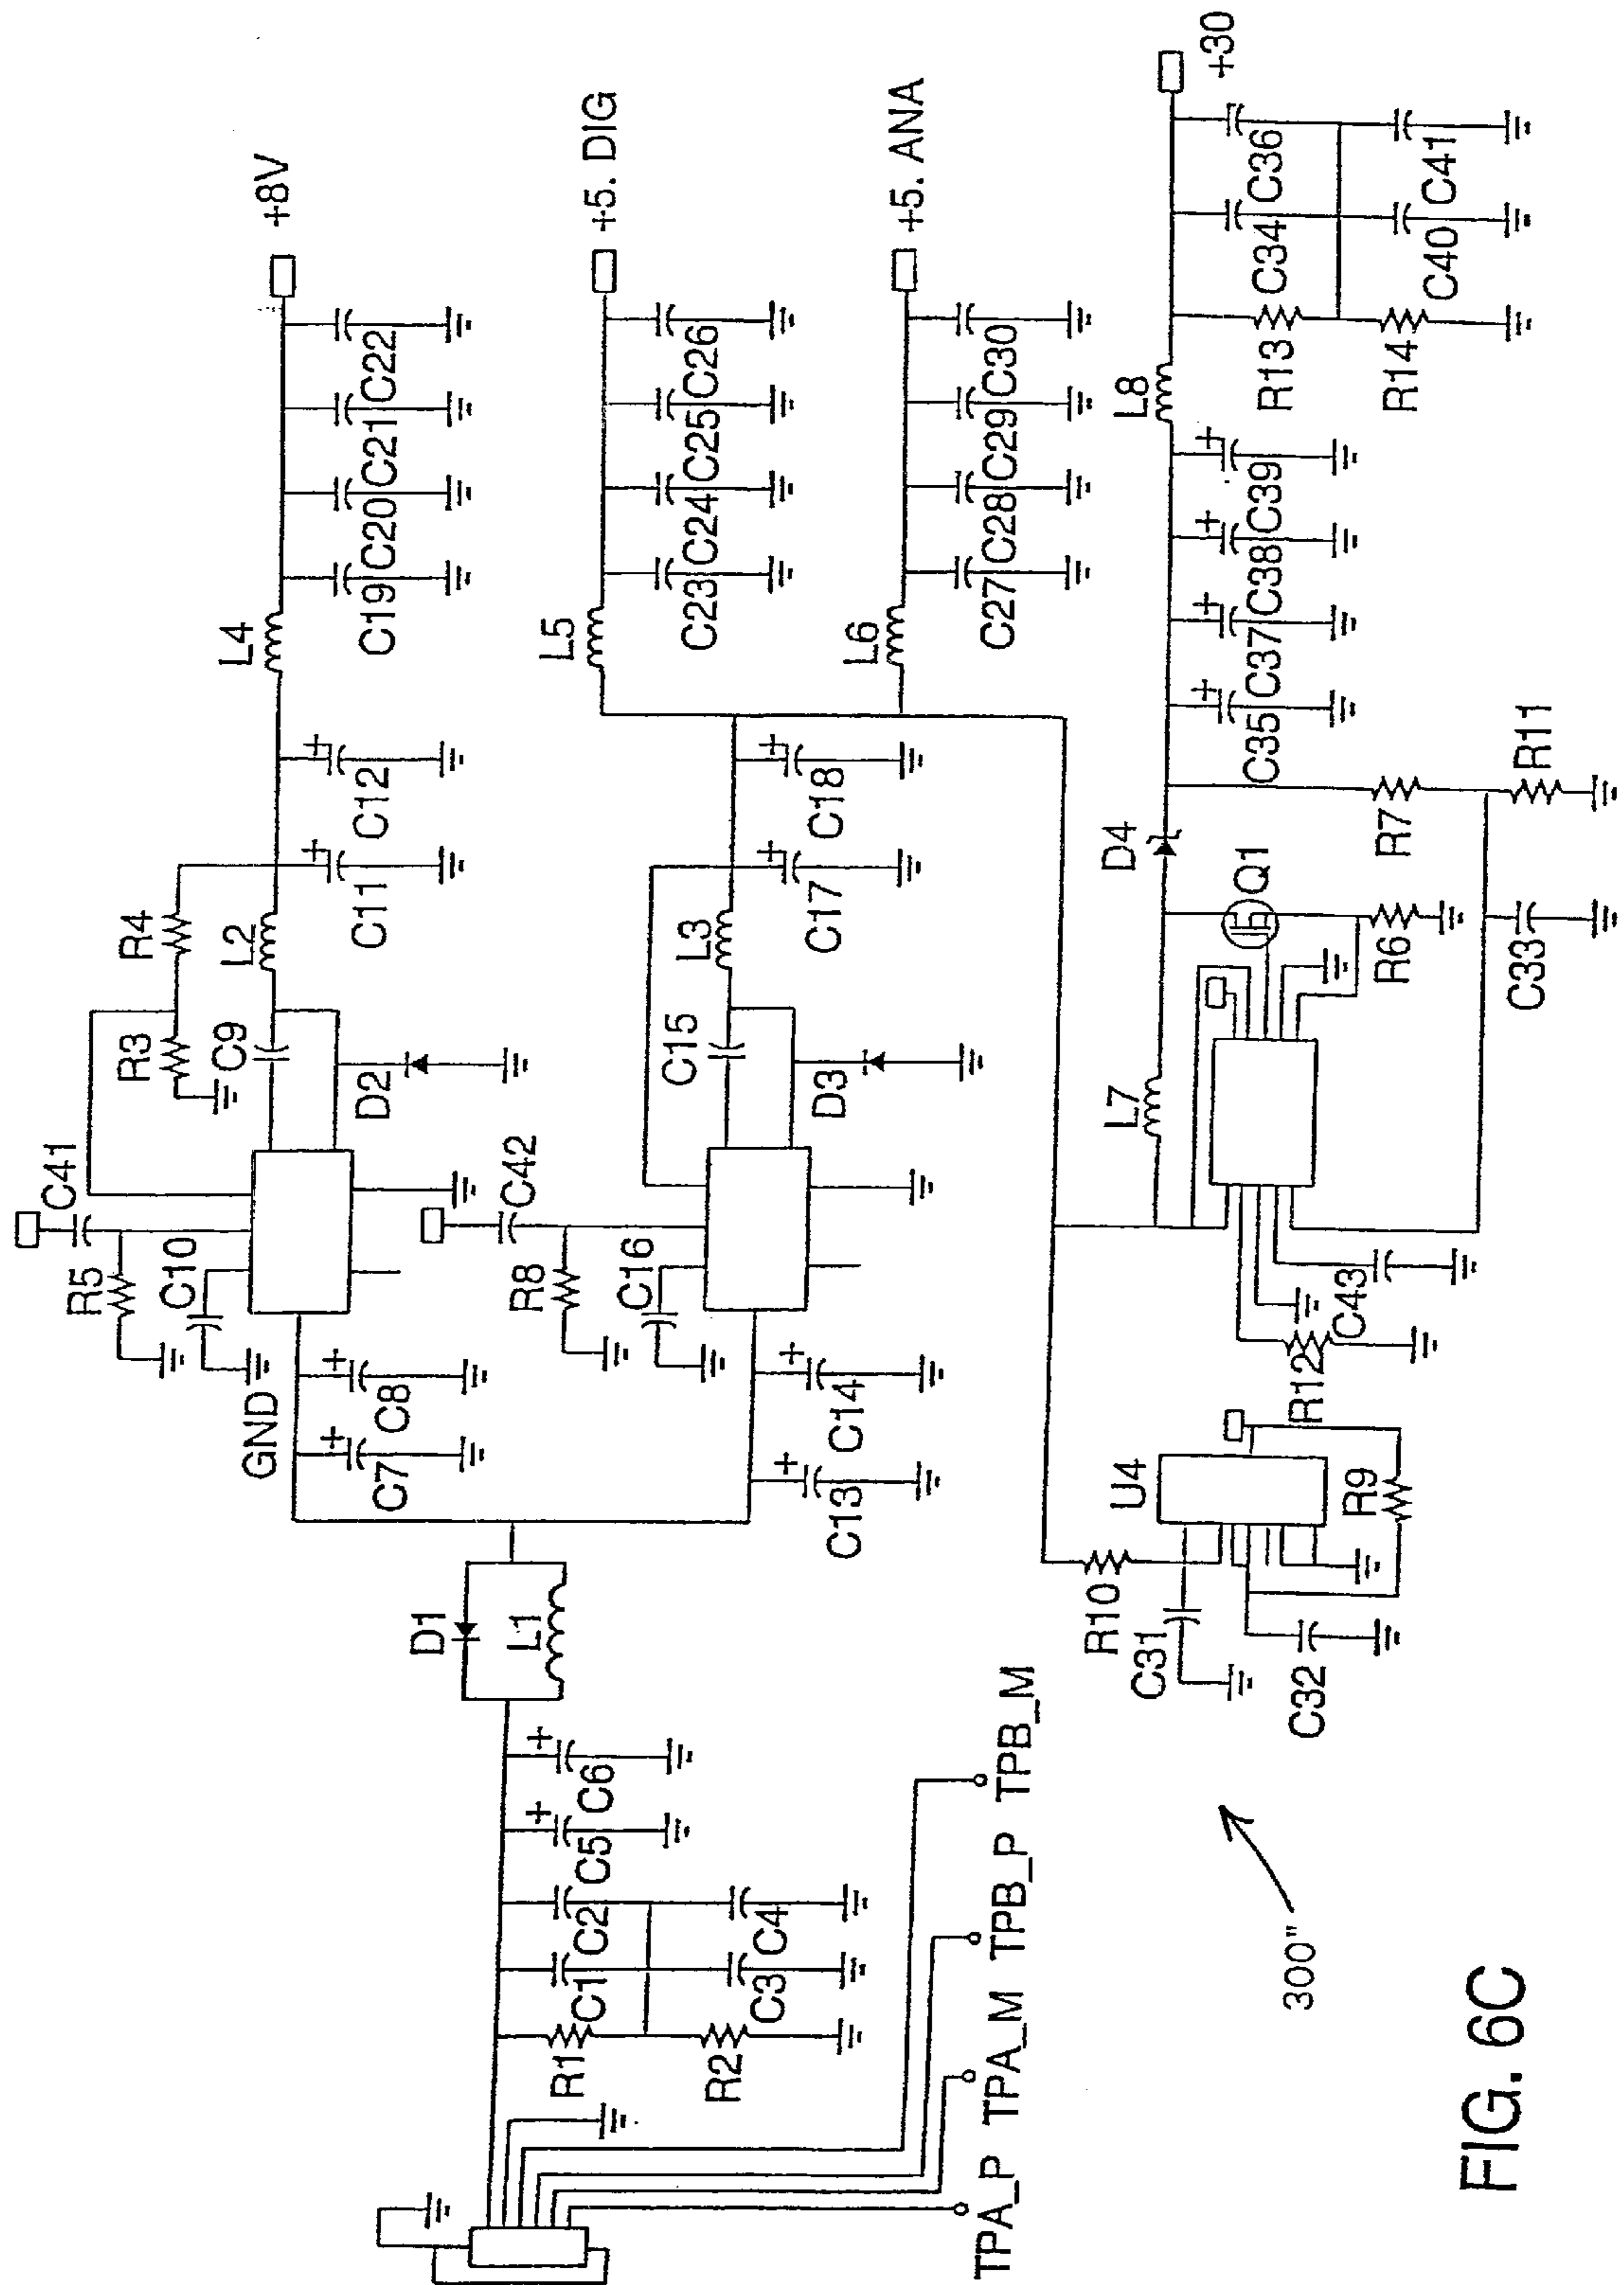 C41
R5
C10
GND
C7
C8
R3
R4
C9
L2
D2
C11
C12
L4
C19
C20
C21
C22
+8V
D1
L1
C42
R8
C16
C13
C14
C15
L3
D3
C17
C18
L5
C23
C24
C25
C26
+5. DIG
L6
C27
C28
C29
C30
+5. ANA
R1
R2
C1
C2
C3
C4
C5
C6
TPA_P
TPA_M
TPB_P
TPB_M
R10
C31
C32
U4
R9
R12
C43
L7
D4
Q1
R6
R7
C33
R11
C35
C37
C38
C39
L8
R13
R14
C34
C36
C40
C41
+30
300"
FIG. 6C